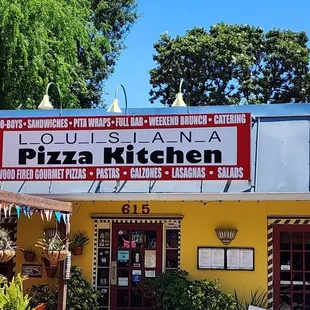 O-BOYS • SANDWICHES • PITA WRAPS • FULL BAR • WEEKEND BRUNCH • CATERING
LOUISIANA
Pizza Kitchen
WOOD FIRED GOURMET PIZZAS • PASTAS • CALZONES • LASAGNAS • SALADS
615